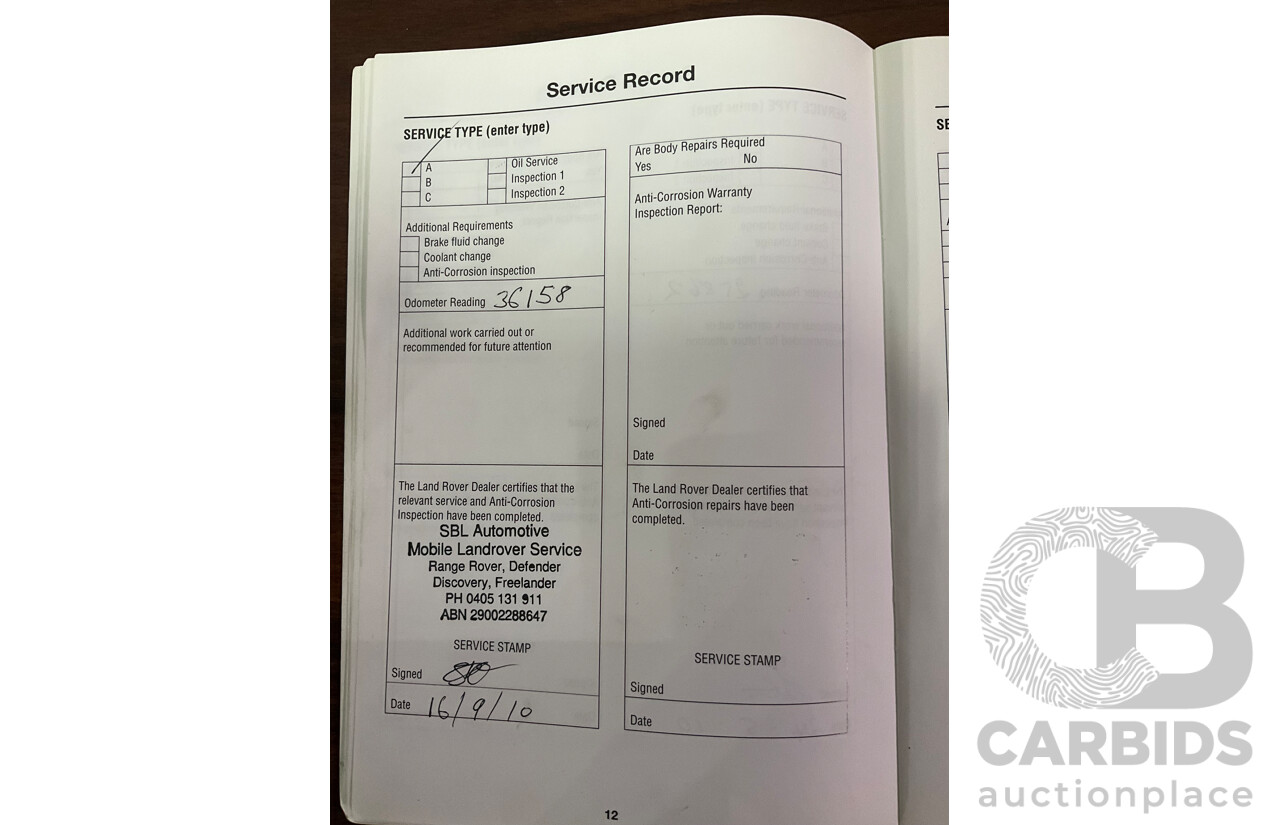 Service Record
SERVICE TYPE (enter type)
A
B
C
Oil Service
Inspection 1
Inspection 2
Additional Requirements
Brake fluid change
Coolant change
Anti-Corrosion inspection
Odometer Reading 36158
Additional work carried out or
recommended for future attention
The Land Rover Dealer certifies that the
relevant service and Anti-Corrosion
Inspection have been completed.
SBL Automotive
Mobile Landrover Service
Range Rover, Defender
Discovery, Freelander
PH 0405 131 911
ABN 29002288647
SERVICE STAMP
Signed
Date 16/9/10
Are Body Repairs Required
Yes No
Anti-Corrosion Warranty
Inspection Report:
Signed
Date
The Land Rover Dealer certifies that
Anti-Corrosion repairs have been
completed.
SERVICE STAMP
Signed
Date
12
SE
CB
CARBIDS
auctionplace